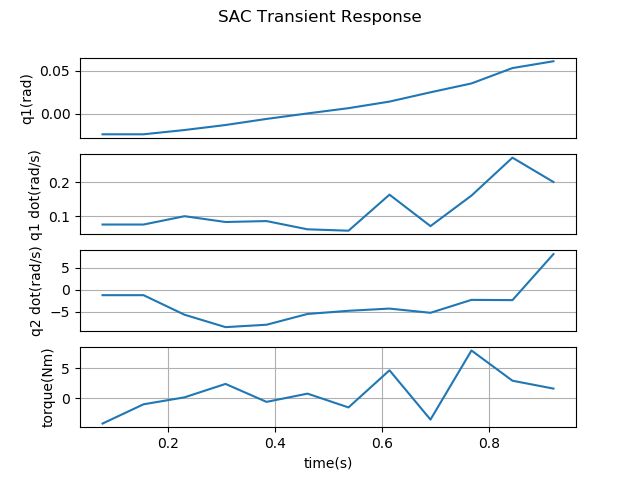 SAC Transient Response
q1(rad)
0.05
0.00
q1 dot(rad/s)
0.2
0.1
q2 dot(rad/s)
5
0
−5
torque(Nm)
5
0
0.2 0.4 0.6 0.8
time(s)